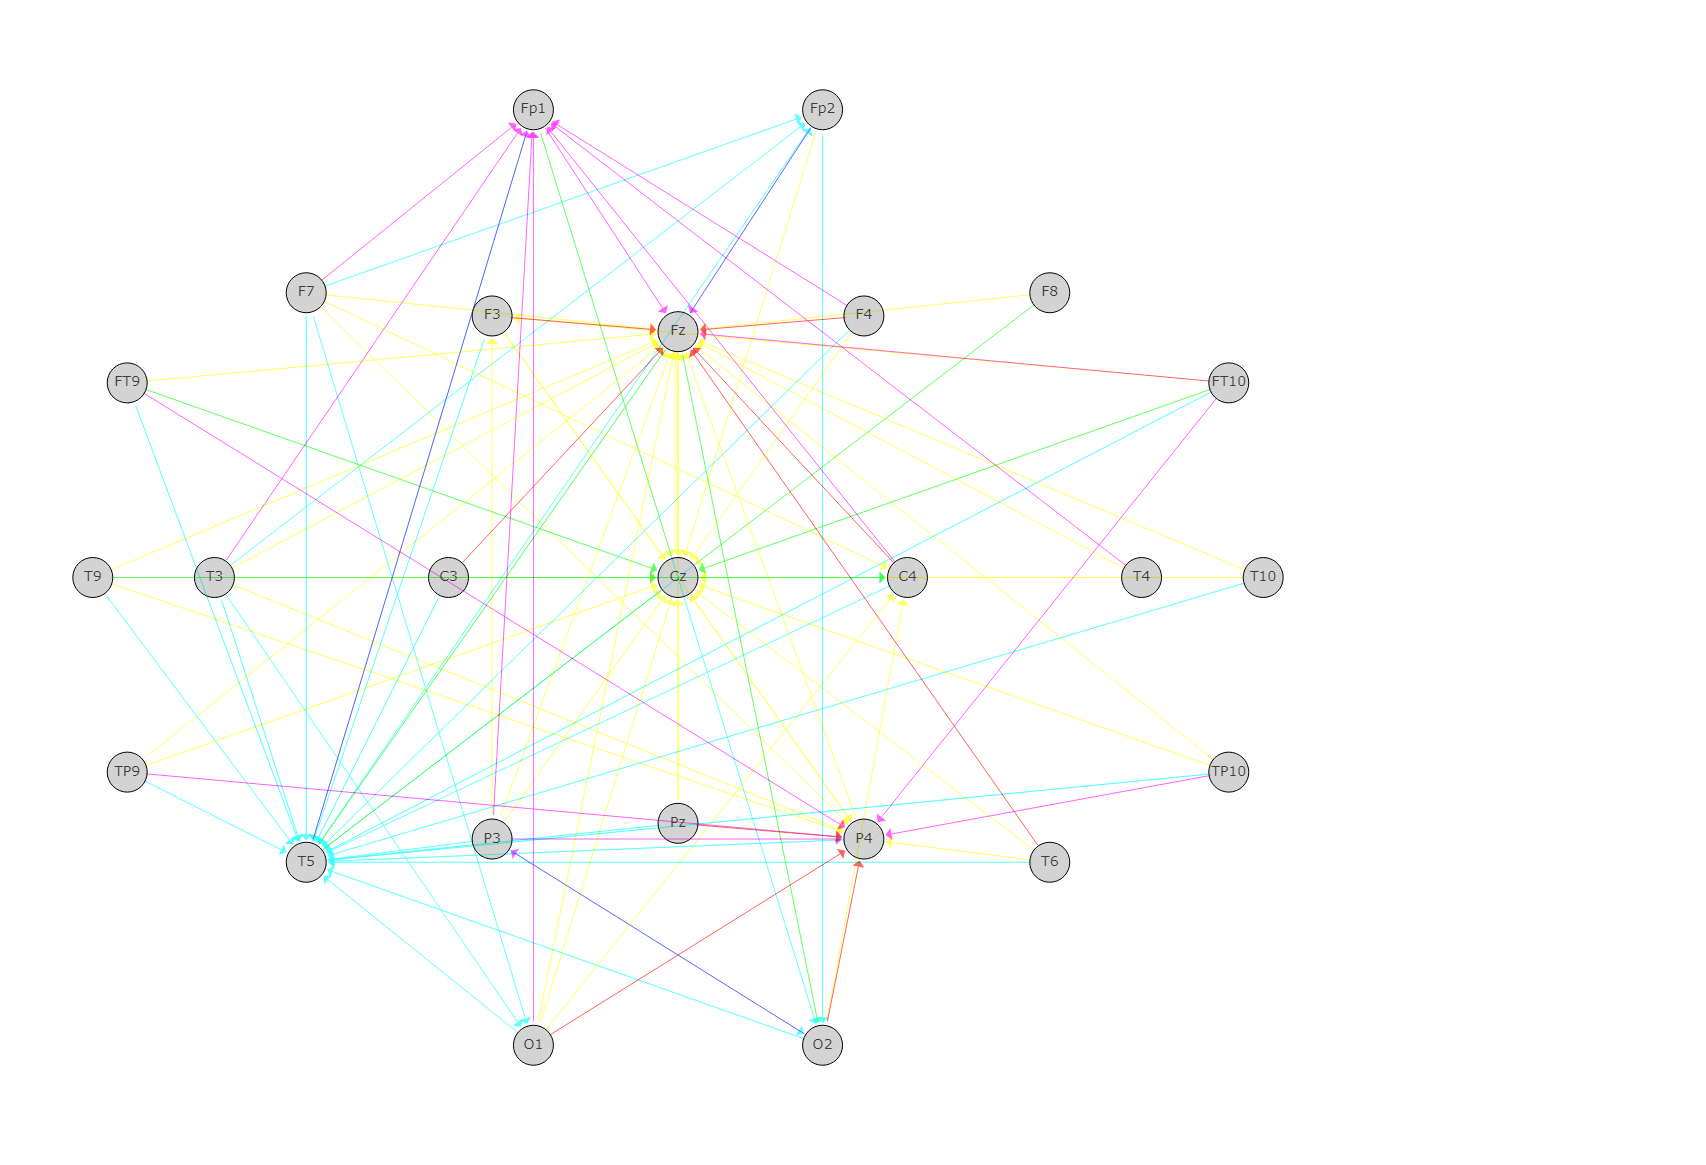 Fp1 Fp2
F7 F3 Fz F4 F8
FT9 FT10
T9 T3 C3 Cz C4 T4 T10
TP9 TP10
T5 P3 Pz P4 T6
O1 O2